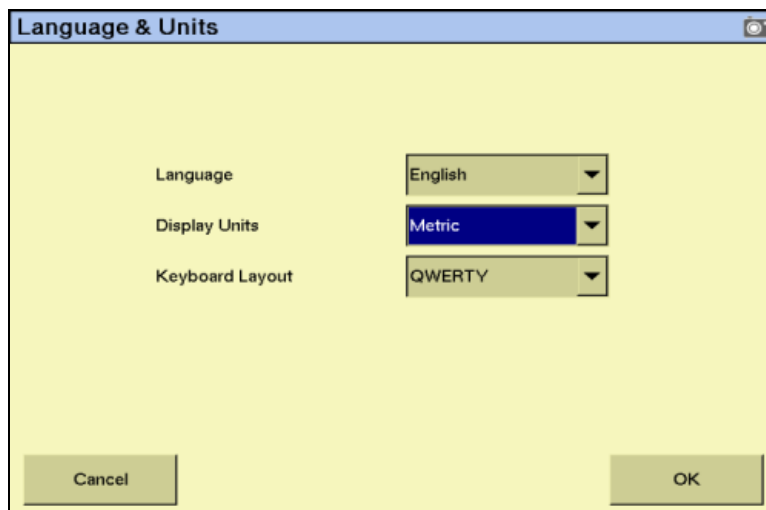 Language & Units
Language English
Display Units Metric
Keyboard Layout QWERTY
Cancel OK